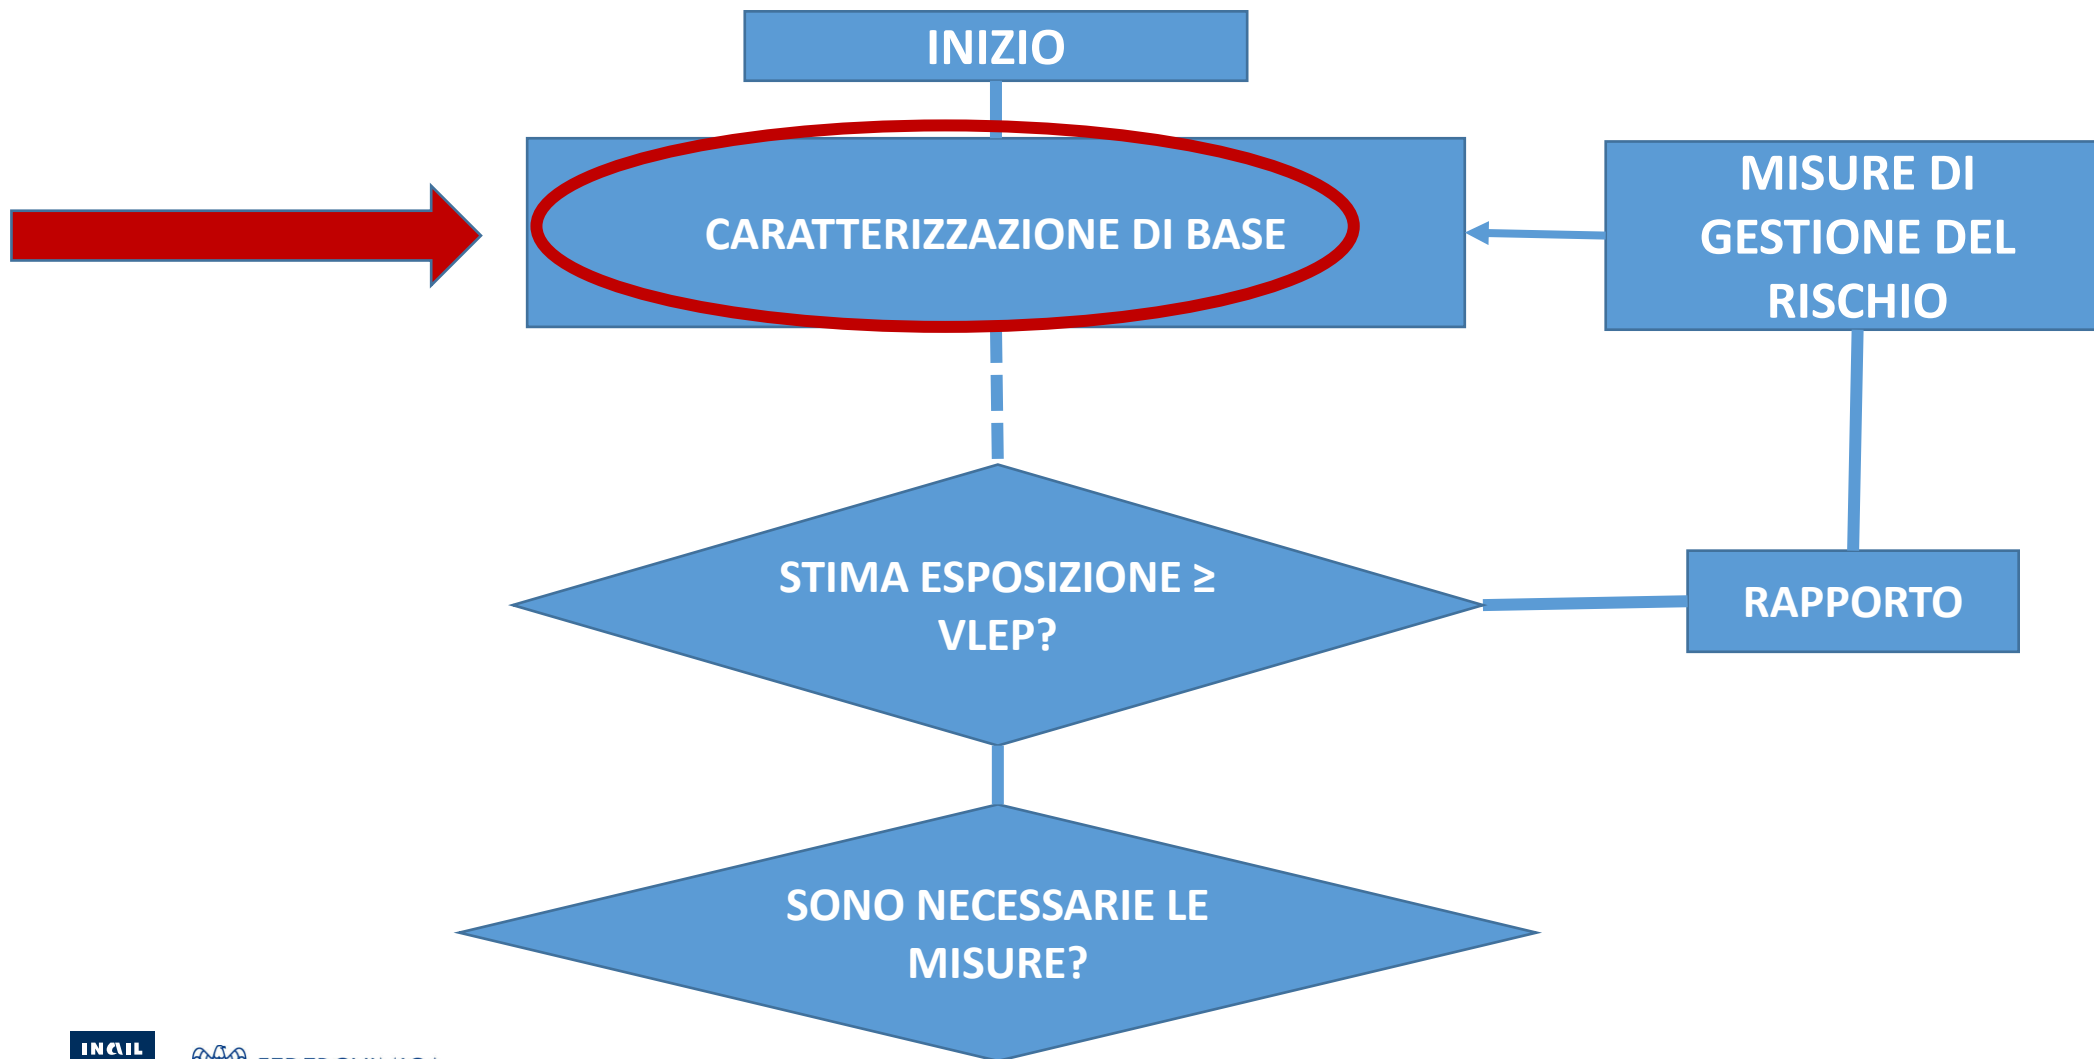 INIZIO
CARATTERIZZAZIONE DI BASE
MISURE DI
GESTIONE DEL
RISCHIO
STIMA ESPOSIZIONE ≥
VLEP?
RAPPORTO
SONO NECESSARIE LE
MISURE?
INAIL